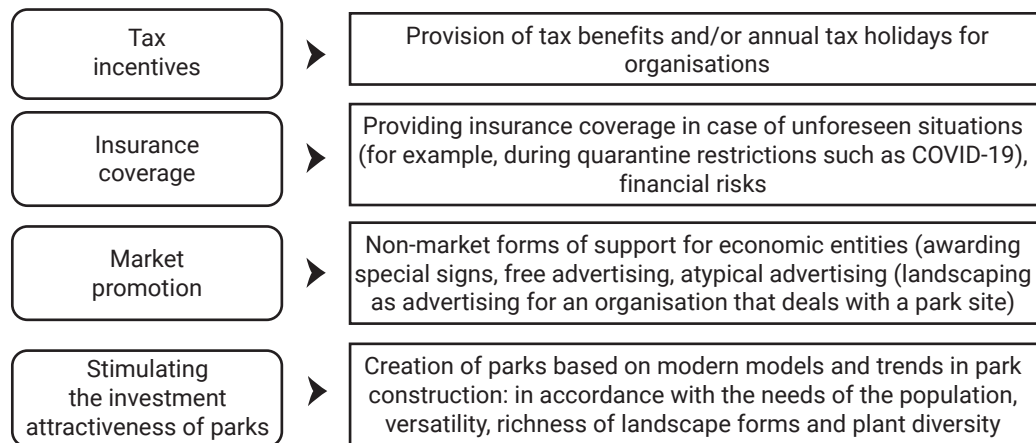 Tax
incentives
Provision of tax benefits and/or annual tax holidays for
organisations
Insurance
coverage
Providing insurance coverage in case of unforeseen situations
(for example, during quarantine restrictions such as COVID-19),
financial risks
Market
promotion
Non-market forms of support for economic entities (awarding
special signs, free advertising, atypical advertising (landscaping
as advertising for an organisation that deals with a park site)
Stimulating
the investment
attractiveness of parks
Creation of parks based on modern models and trends in park
construction: in accordance with the needs of the population,
versatility, richness of landscape forms and plant diversity